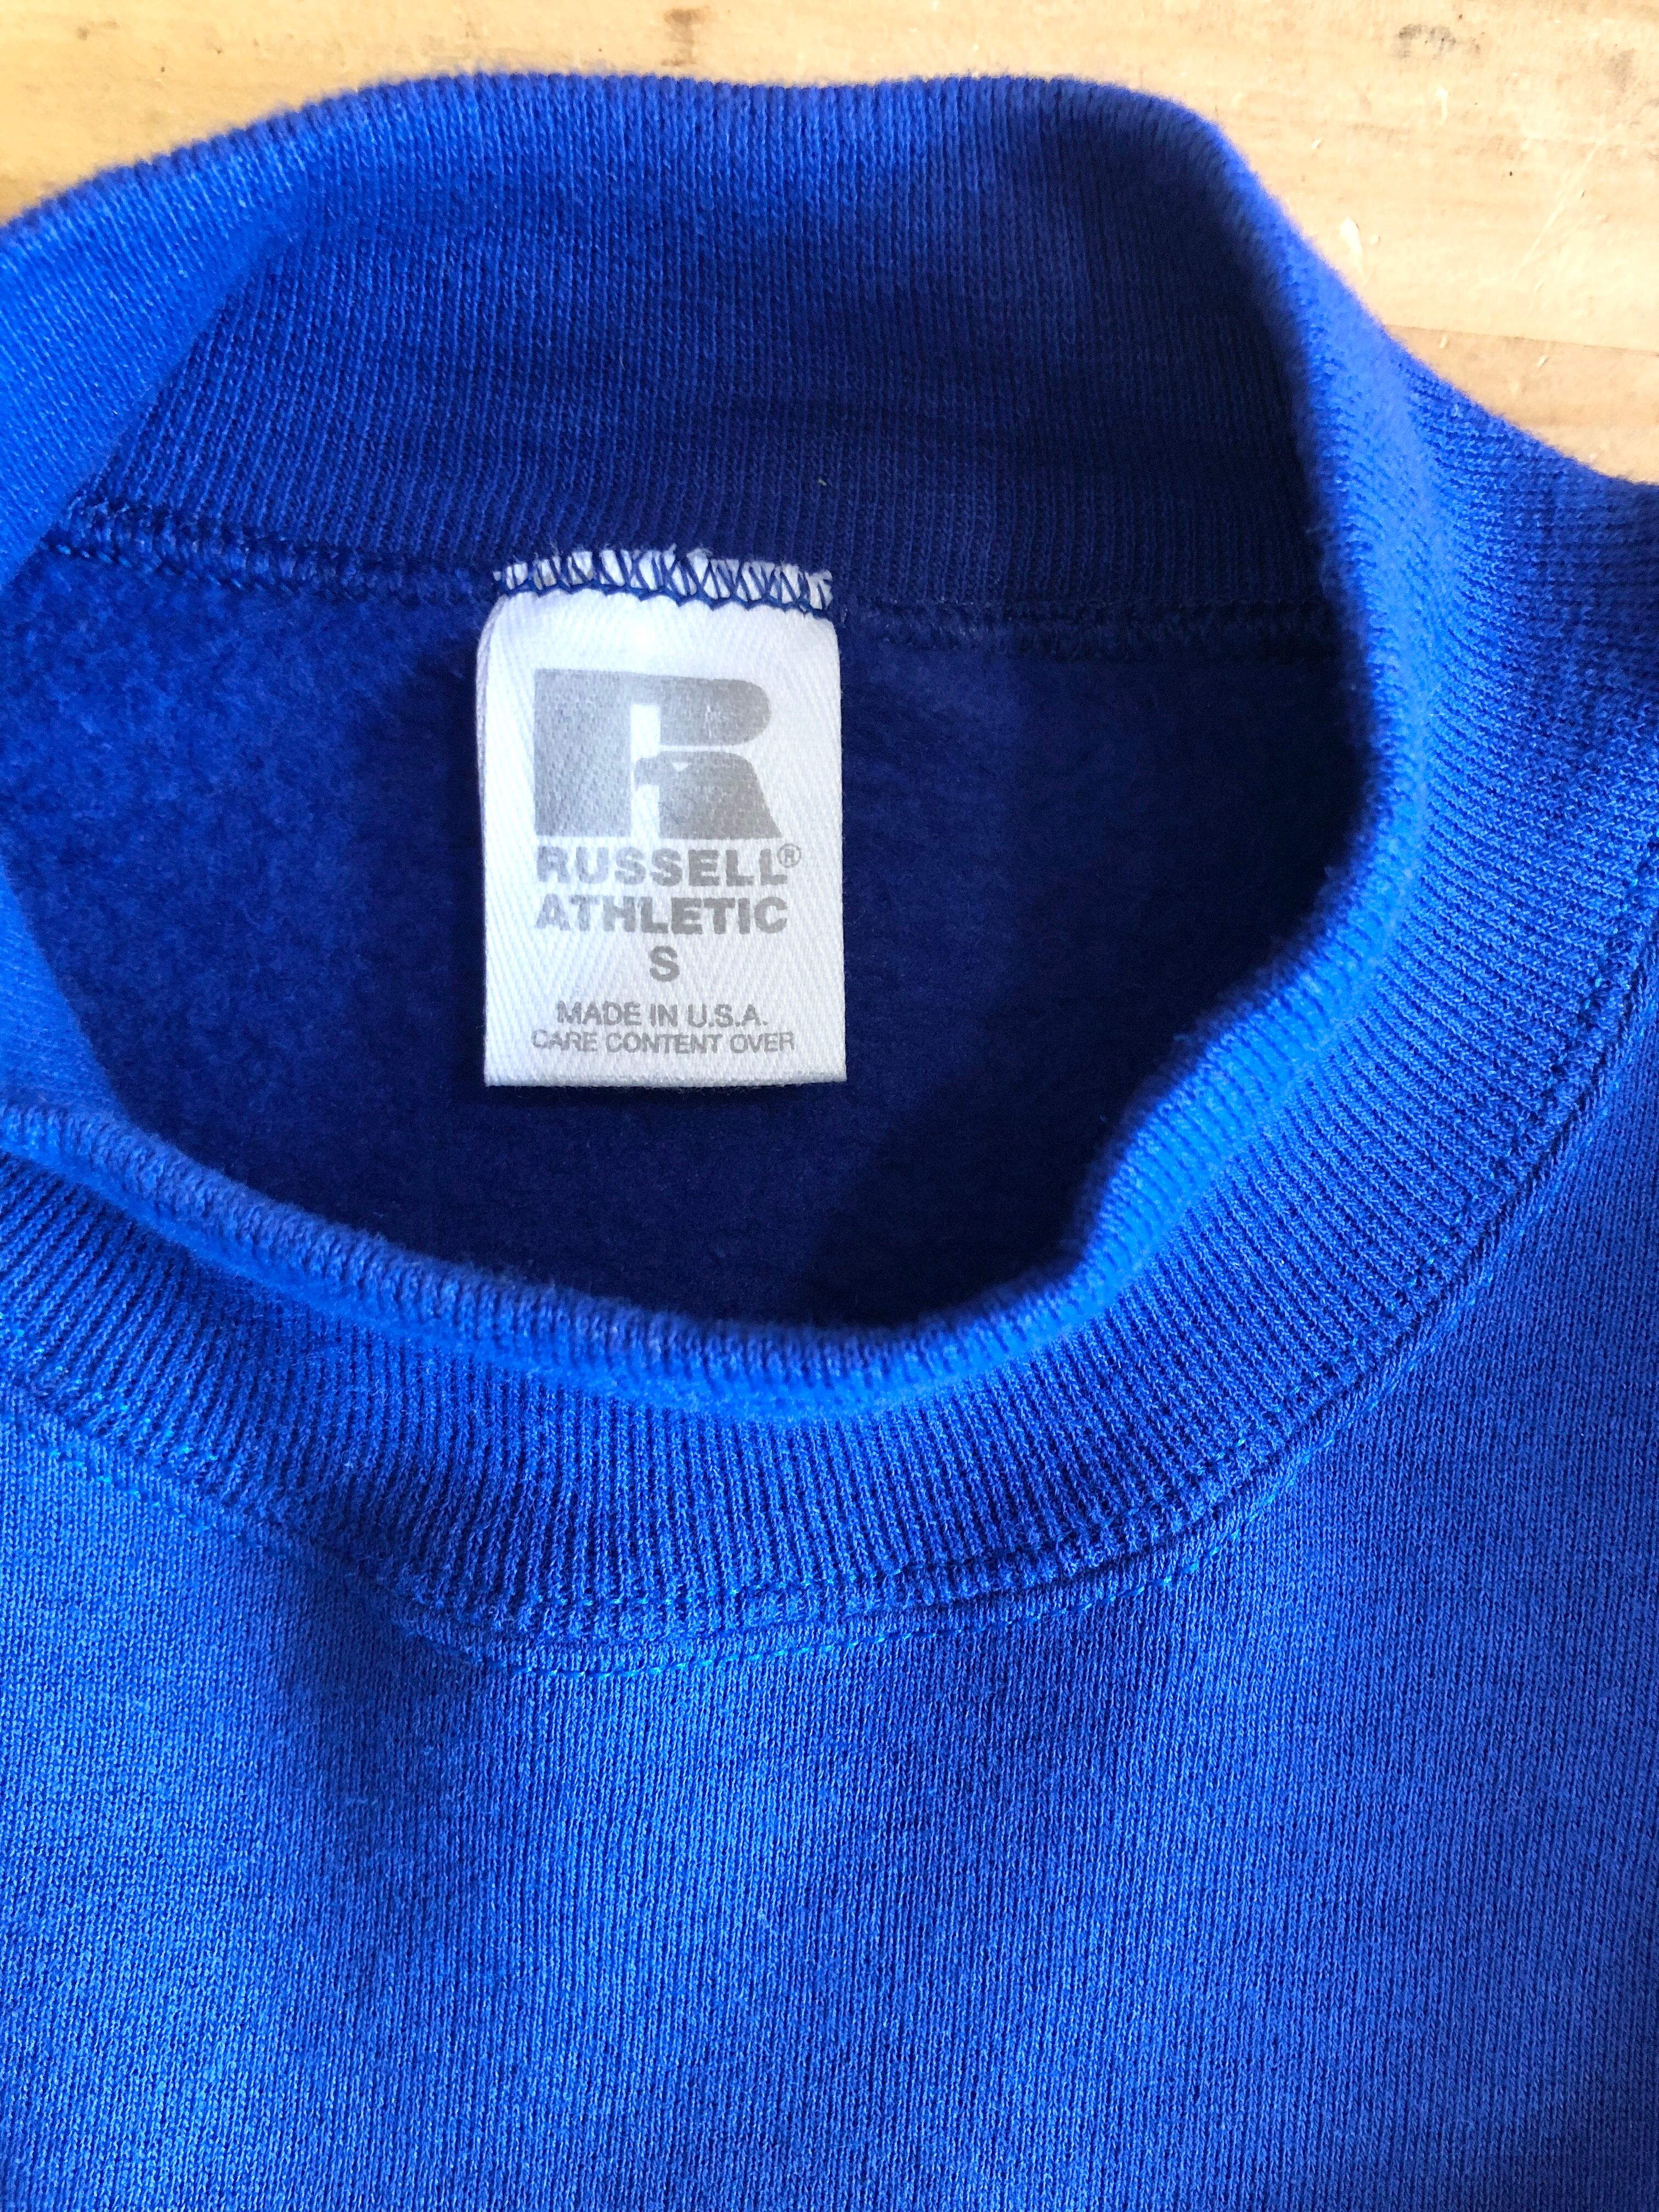 RUSSELL®
ATHLETIC
S
MADE IN U.S.A.
CARE CONTENT OVER